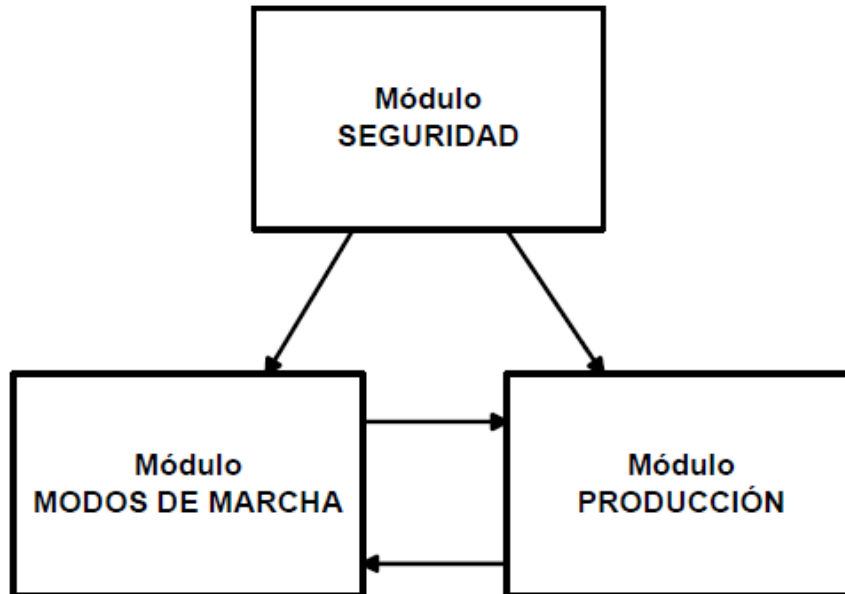 Módulo
SEGURIDAD
Módulo
MODOS DE MARCHA
Módulo
PRODUCCIÓN